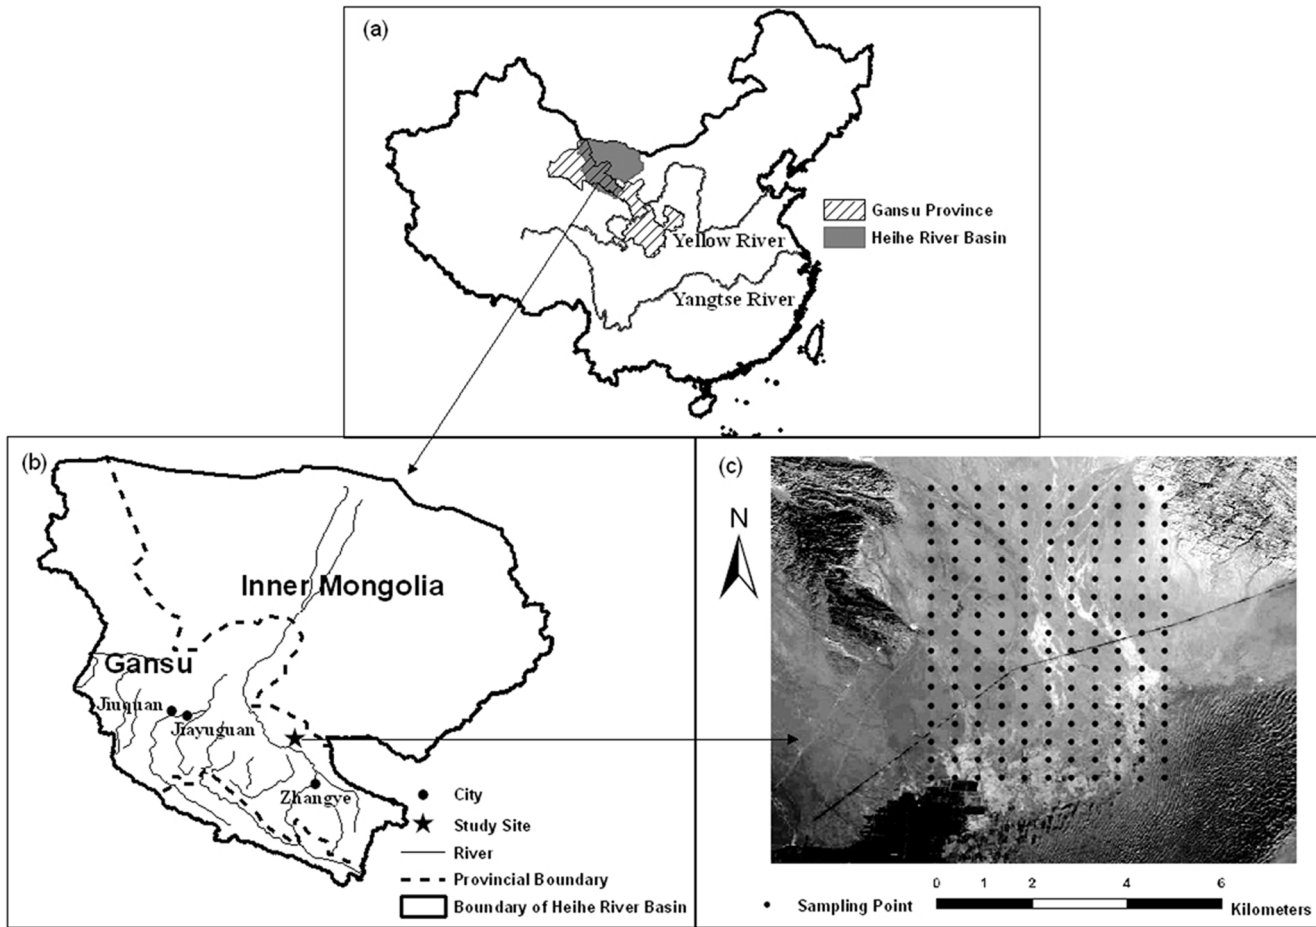 (a)
Gansu Province
Heihe River Basin
Yellow River
Yangtse River
(b)
Inner Mongolia
Gansu
Jiuquan
Jiayuguan
Zhangye
City
Study Site
River
Provincial Boundary
Boundary of Heihe River Basin
(c)
N
0 1 2 4 6
Sampling Point
Kilometers